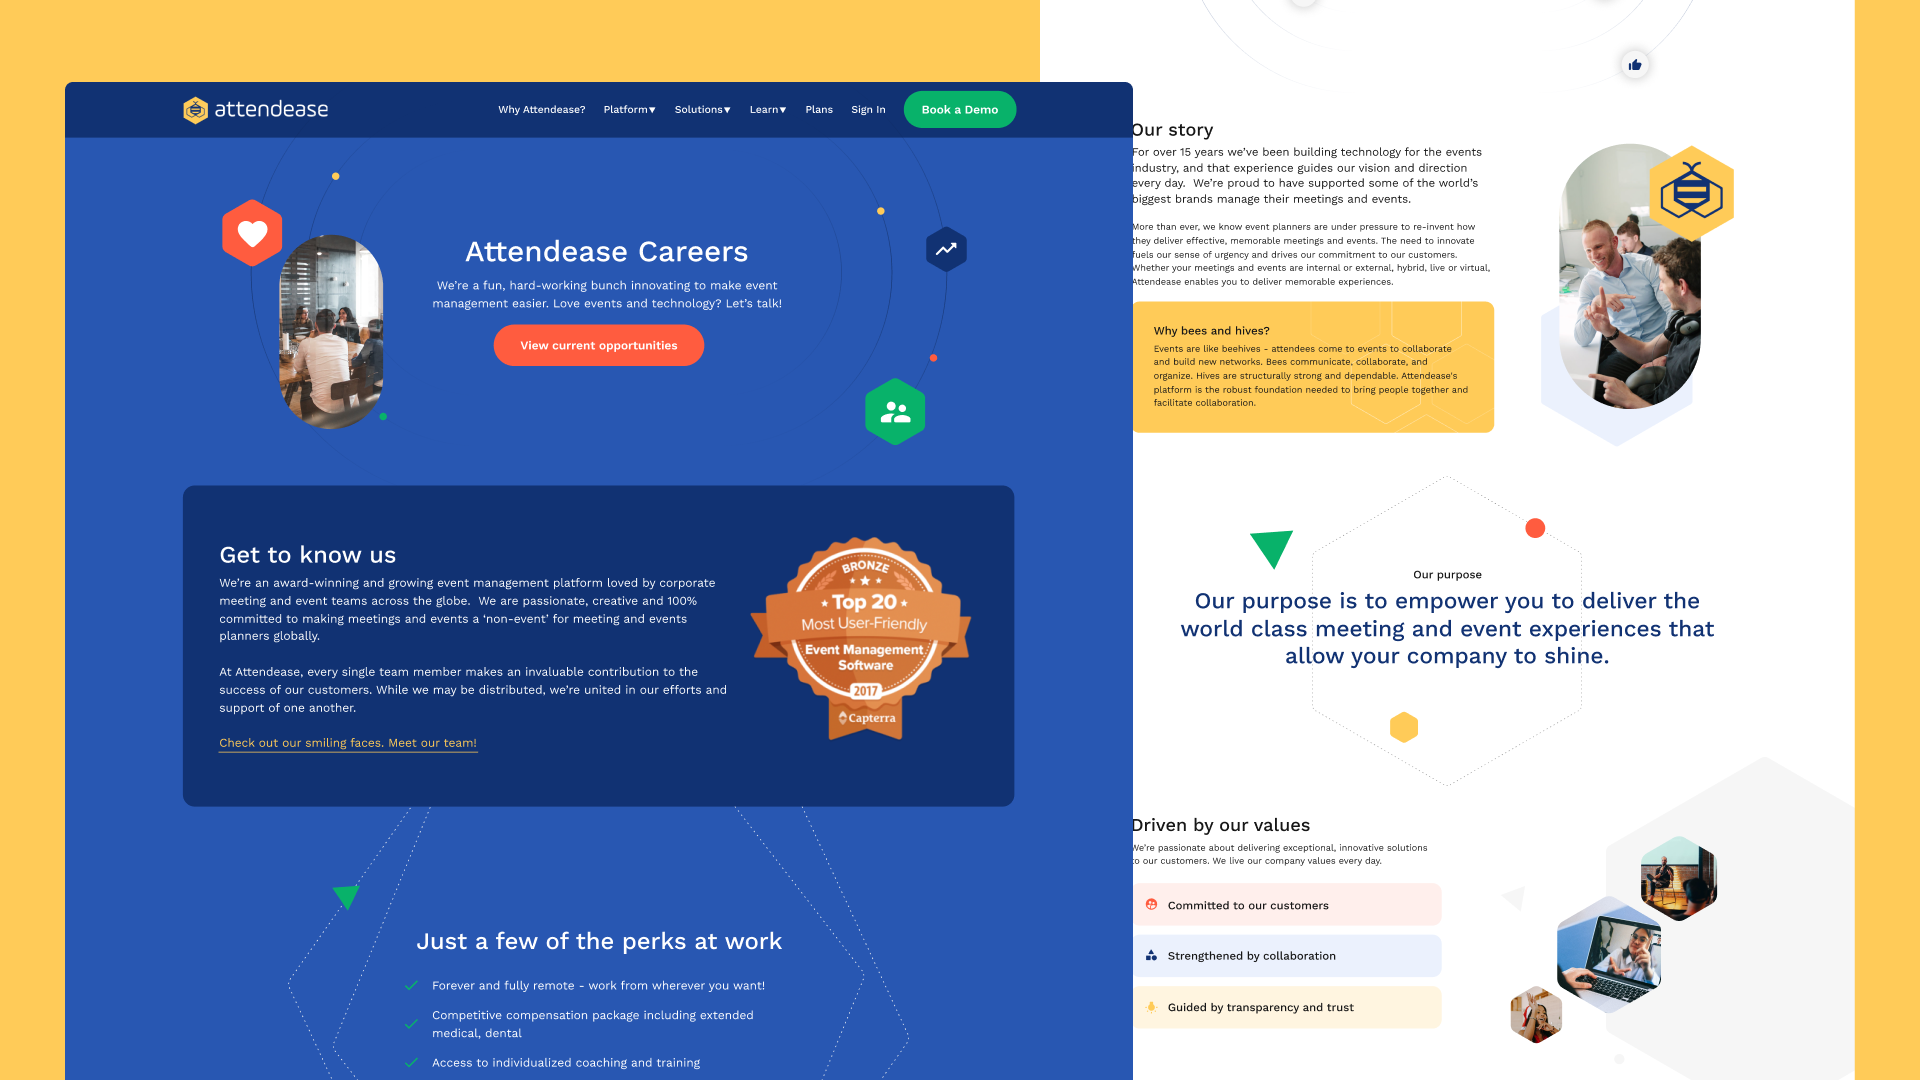 attendease
Why Attendease? Platform▼ Solutions▼ Learn▼ Plans Sign In Book a Demo
Attendease Careers
We're a fun, hard-working bunch innovating to make event
management easier. Love events and technology? Let's talk!
View current opportunities
Get to know us
We're an award-winning and growing event management platform loved by corporate
meeting and event teams across the globe.  We are passionate, creative and 100%
committed to making meetings and events a ‘non-event’ for meeting and events
planners globally.
At Attendease, every single team member makes an invaluable contribution to the
success of our customers. While we may be distributed, we're united in our efforts and
support of one another.
Check out our smiling faces. Meet our team!
BRONZE
Top 20
Most User-Friendly
Event Management
Software
2017
Capterra
Just a few of the perks at work
Forever and fully remote - work from wherever you want!
Competitive compensation package including extended
medical, dental
Access to individualized coaching and training
Our story
For over 15 years we've been building technology for the events
industry, and that experience guides our vision and direction
every day.  We're proud to have supported some of the world's
biggest brands manage their meetings and events.
More than ever, we know event planners are under pressure to re-invent how
they deliver effective, memorable meetings and events. The need to innovate
fuels our sense of urgency and drives our commitment to our customers.
Whether your meetings and events are internal or external, hybrid, live or virtual,
Attendease enables you to deliver memorable experiences.
Why bees and hives?
Events are like beehives - attendees come to events to collaborate
and build new networks. Bees communicate, collaborate, and
organize. Hives are structurally strong and dependable. Attendease's
platform is the robust foundation needed to bring people together and
facilitate collaboration.
Our purpose
Our purpose is to empower you to deliver the
world class meeting and event experiences that
allow your company to shine.
Driven by our values
We're passionate about delivering exceptional, innovative solutions
to our customers. We live our company values every day.
Committed to our customers
Strengthened by collaboration
Guided by transparency and trust